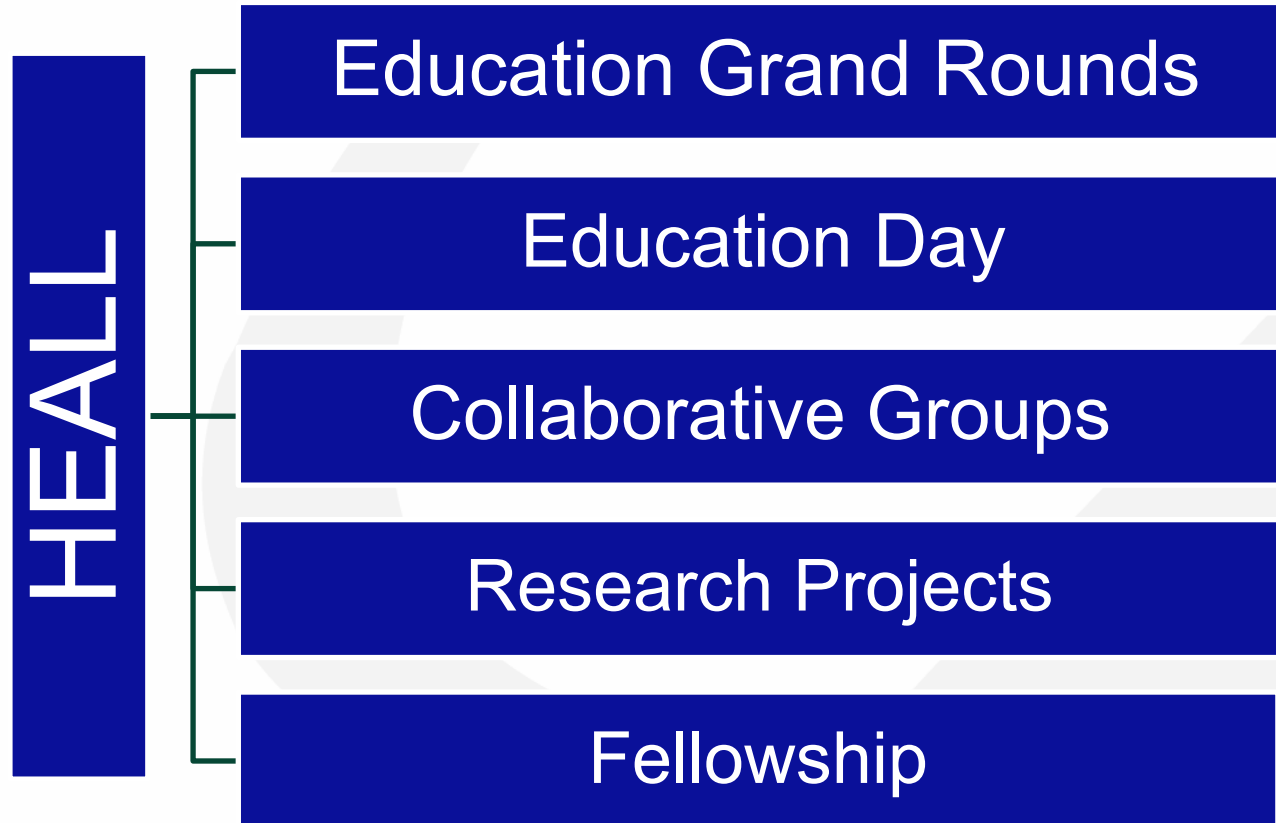 HEALL
Education Grand Rounds
Education Day
Collaborative Groups
Research Projects
Fellowship